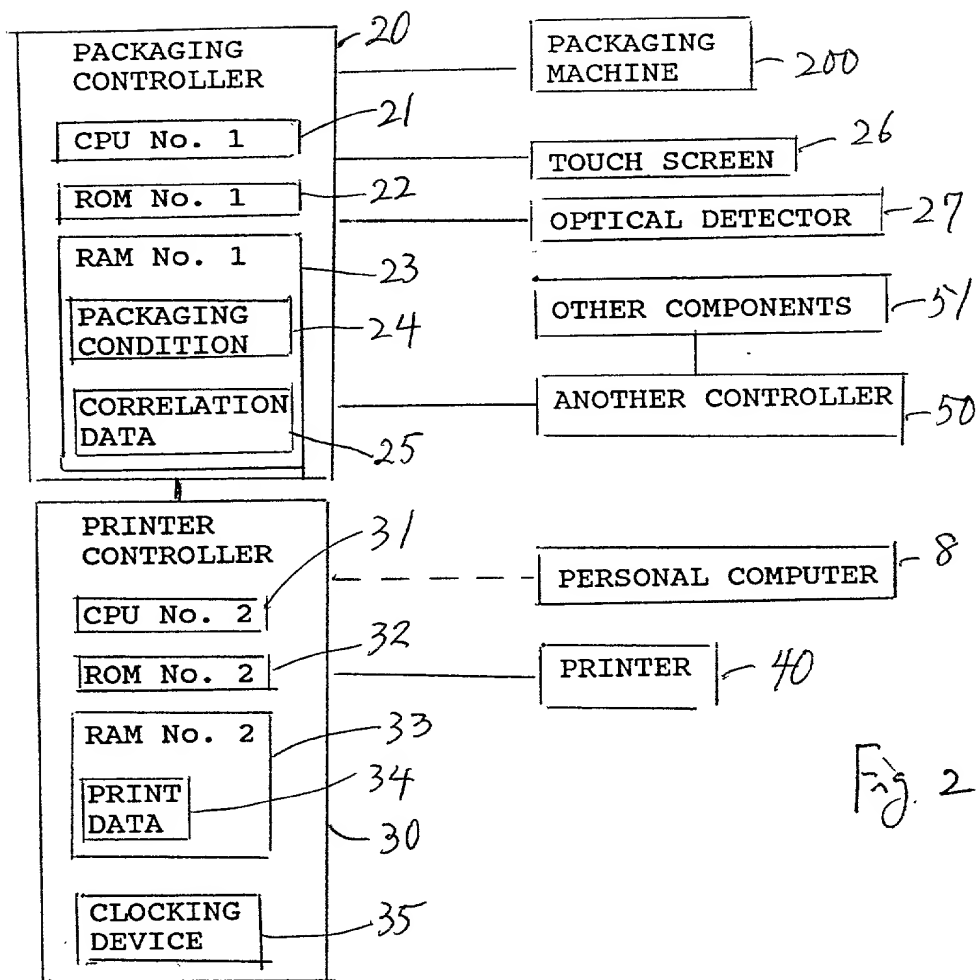 PACKAGING
CONTROLLER
20
PACKAGING
MACHINE
200
CPU No. 1
21
TOUCH SCREEN
26
ROM No. 1
22
OPTICAL DETECTOR
27
RAM No. 1
23
PACKAGING
CONDITION
24
OTHER COMPONENTS
51
CORRELATION
DATA
25
ANOTHER CONTROLLER
50
PRINTER
CONTROLLER
31
PERSONAL COMPUTER
8
CPU No. 2
ROM No. 2
32
PRINTER
40
RAM No. 2
33
PRINT
DATA
34
30
CLOCKING
DEVICE
35
Fig. 2